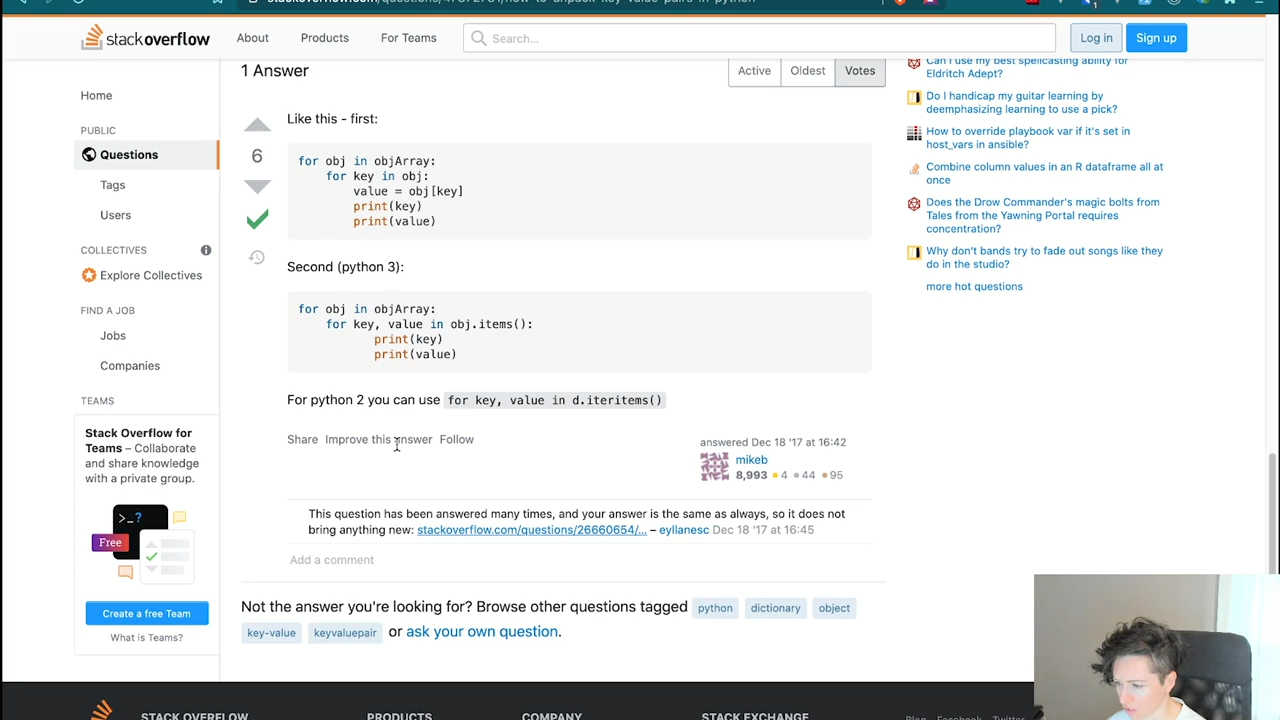 stackoverflow
About
Products
For Teams
Search...
Log in
Sign up
Home
PUBLIC
Questions
Tags
Users
COLLECTIVES
Explore Collectives
FIND A JOB
Jobs
Companies
TEAMS
Stack Overflow for
Teams – Collaborate
and share knowledge
with a private group.
>_?
Free
Create a free Team
What is Teams?
1 Answer
Active
Oldest
Votes
6
Like this - first:
for obj in objArray:
for key in obj:
value = obj[key]
print(key)
print(value)
Second (python 3):
for obj in objArray:
for key, value in obj.items():
print(key)
print(value)
For python 2 you can use for key, value in d.iteritems()
Share Improve this answer Follow
answered Dec 18 '17 at 16:42
mikeb
8,993 4 44 95
This question has been answered many times, and your answer is the same as always, so it does not
bring anything new: stackoverflow.com/questions/26660654/... – eyllanesc Dec 18 '17 at 16:45
Add a comment
Not the answer you're looking for? Browse other questions tagged python dictionary object
key-value keyvaluepair or ask your own question.
Can I use my best spellcasting ability for
Eldritch Adept?
Do I handicap my guitar learning by
deemphasizing learning to use a pick?
How to override playbook var if it's set in
host_vars in ansible?
Combine column values in an R dataframe all at
once
Does the Drow Commander's magic bolts from
Tales from the Yawning Portal requires
concentration?
Why don't bands try to fade out songs like they
do in the studio?
more hot questions
STACK OVERFLOW
PRODUCTS
COMPANY
STACK EXCHANGE
Blog Facebook Twitter